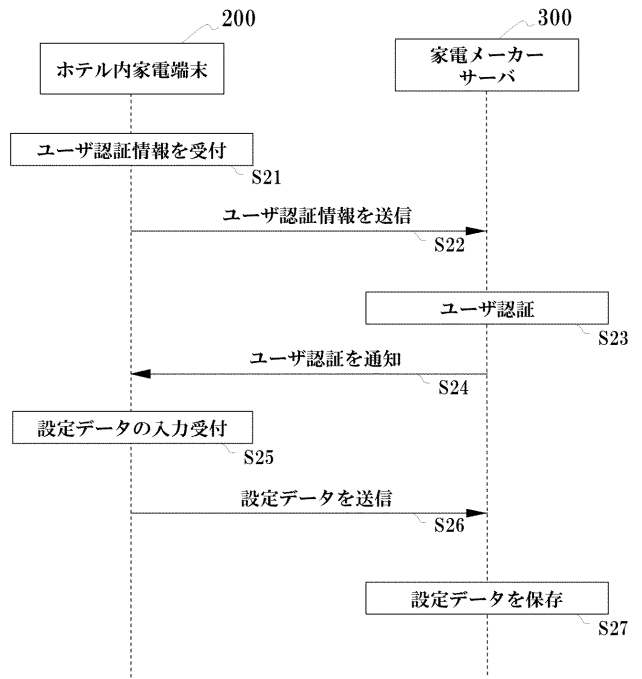 200
300
ホテル内家電端末
家電メーカー
サーバ
ユーザ認証情報を受付
S21
ユーザ認証情報を送信
S22
ユーザ認証
S23
ユーザ認証を通知
S24
設定データの入力受付
S25
設定データを送信
S26
設定データを保存
S27